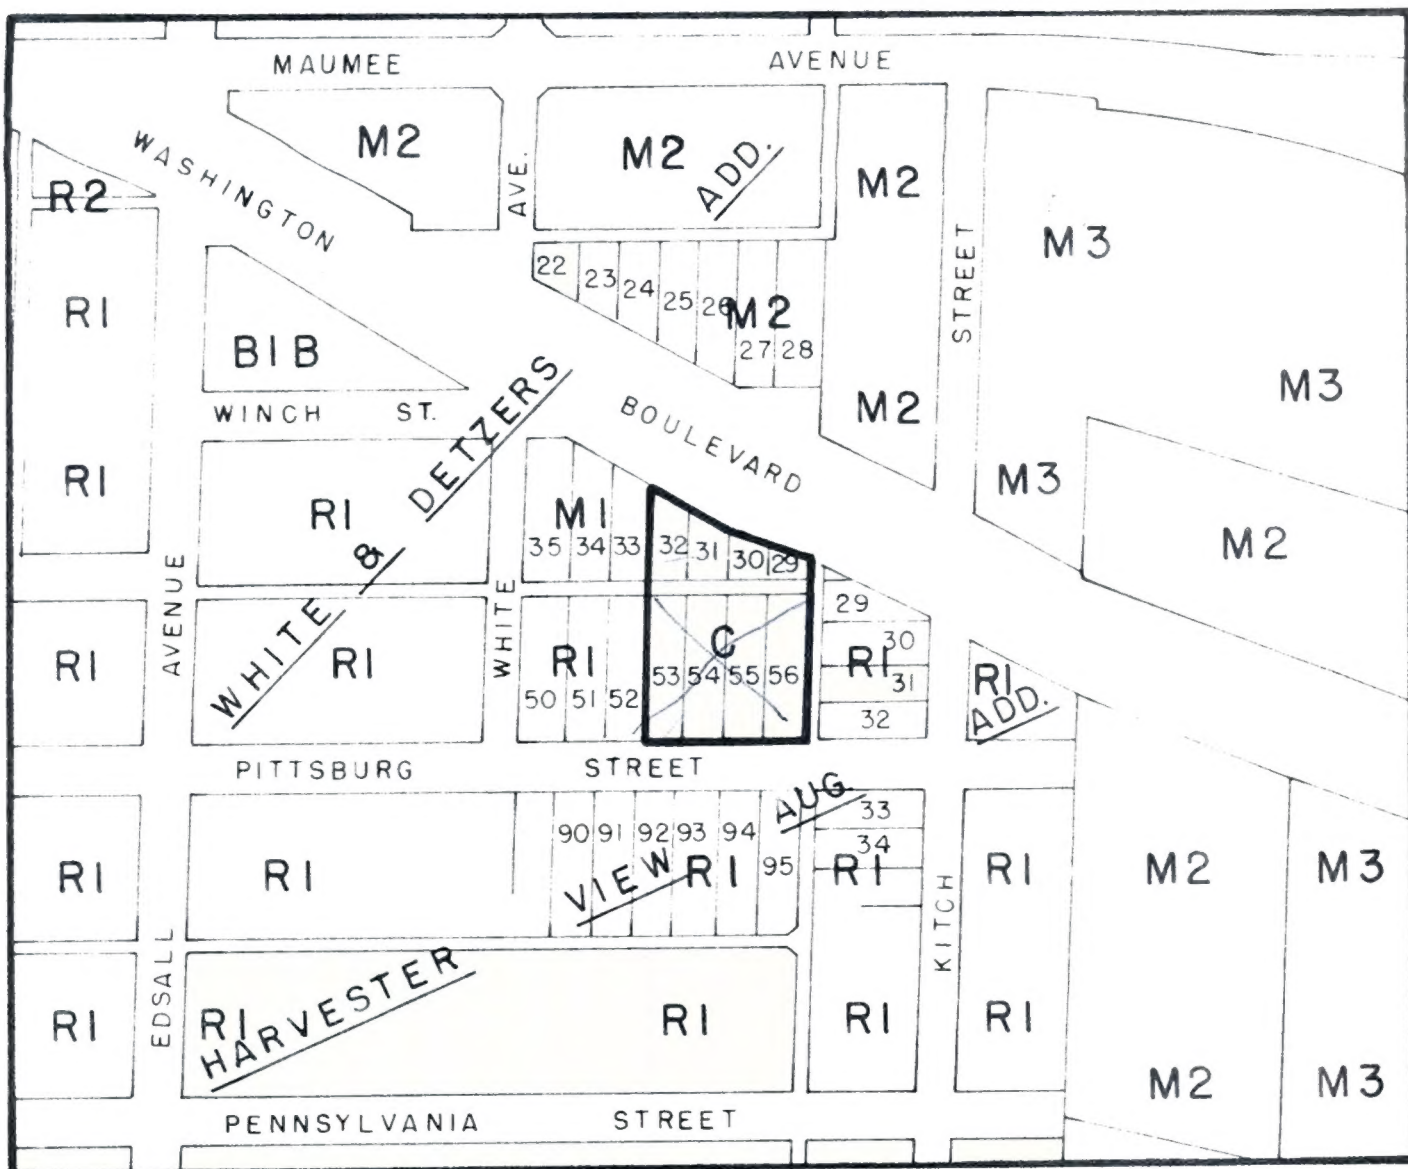 MAUMEE AVENUE
WASHINGTON
BOULEVARD
M2
AVE.
M2
ADD.
M2
STREET
M3
R2
R1
B1B
22 23 24 25 26 27 28
M2
M2
M3
M3
WINCH ST.
R1
R1
WHITE & DETZERS
ADD.
M1
35 34 33 32 31 30 29
M2
AVENUE
WHITE
R1
R1
R1
50 51 52
C
53 54 55 56
29
30
R1
31
32
R1
PITTSBURG STREET
R1
R1
90 91 92 93 94 95
R1
33
34
R1
R1
M2
M3
HARVESTER VIEW AUG.
EDSALL
KITCH
R1
R1
R1
R1
R1
M2
M3
PENNSYLVANIA STREET